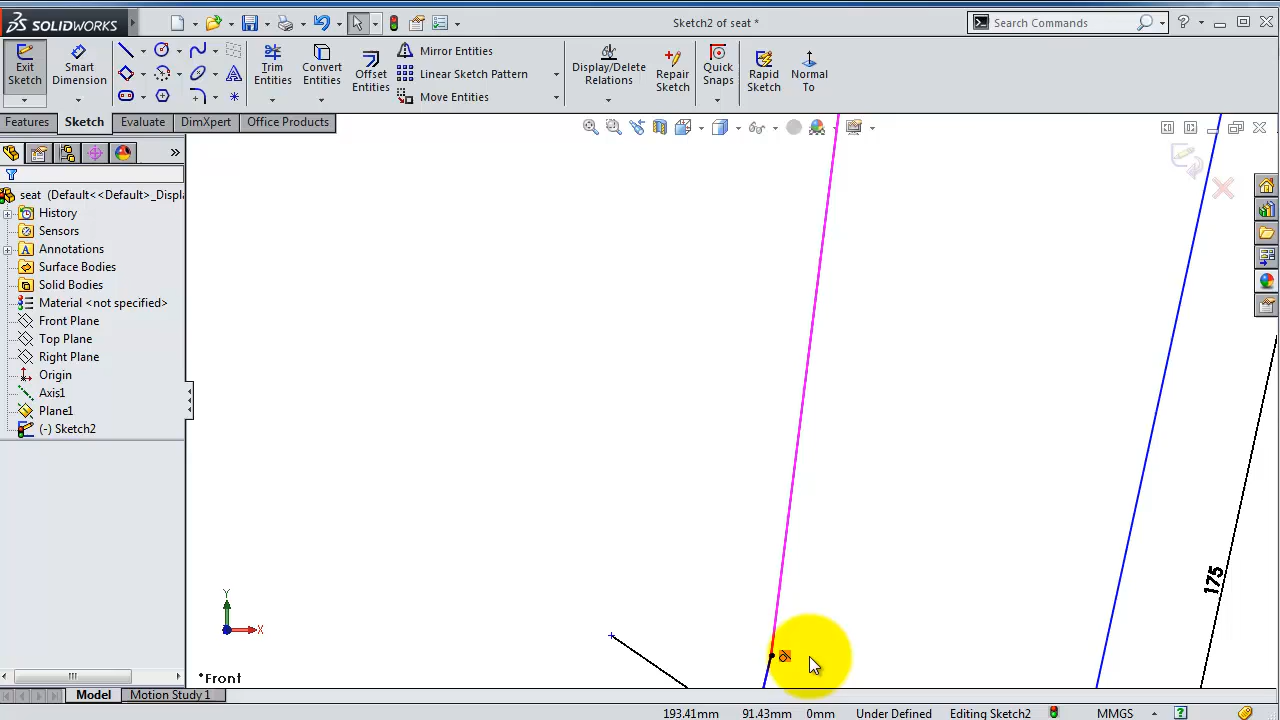 SOLIDWORKS
Sketch2 of seat *
Search Commands
Exit Sketch
Smart Dimension
Trim Entities
Convert Entities
Offset Entities
Mirror Entities
Linear Sketch Pattern
Move Entities
Display/Delete Relations
Repair Sketch
Quick Snaps
Rapid Sketch
Normal To
Features
Sketch
Evaluate
DimXpert
Office Products
seat (Default<<Default>_Displ
History
Sensors
Annotations
Surface Bodies
Solid Bodies
Material <not specified>
Front Plane
Top Plane
Right Plane
Origin
Axis1
Plane1
(-) Sketch2
175
Y
X
*Front
Model
Motion Study 1
193.41mm
91.43mm
0mm
Under Defined
Editing Sketch2
MMGS